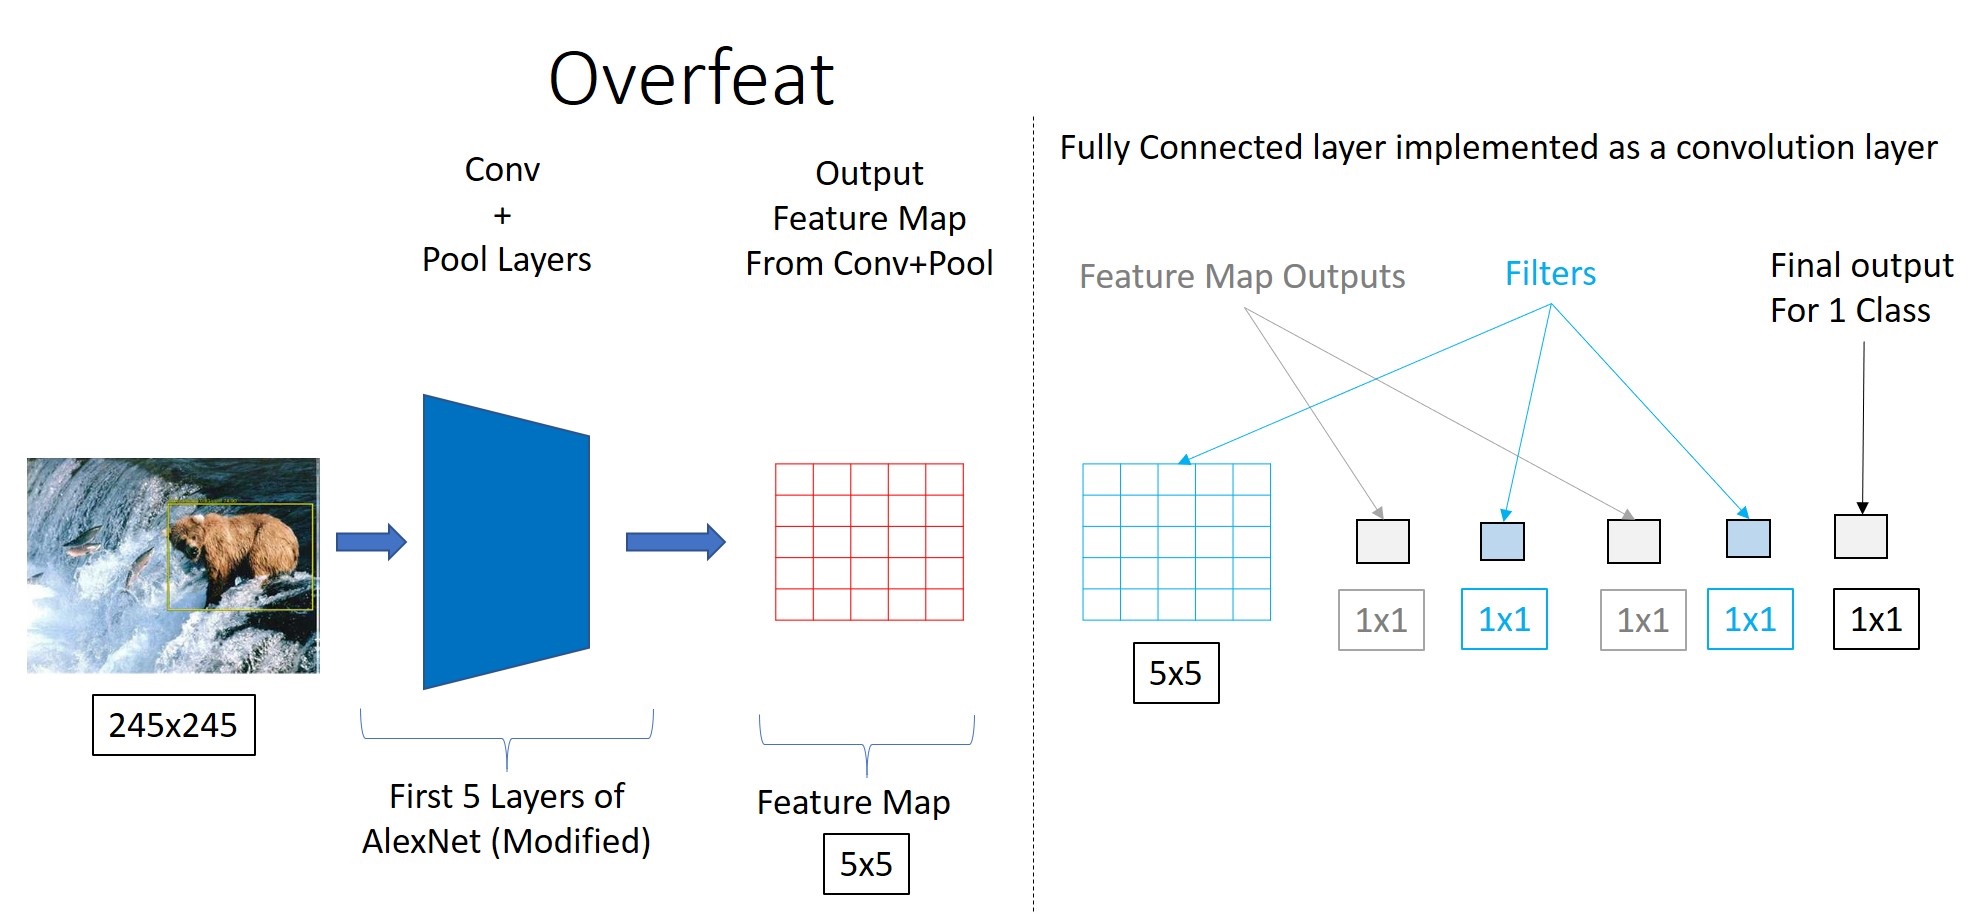 Overfeat
Conv
+
Pool Layers
Output
Feature Map
From Conv+Pool
245x245
First 5 Layers of
AlexNet (Modified)
Feature Map
5x5
Fully Connected layer implemented as a convolution layer
Feature Map Outputs
Filters
Final output
For 1 Class
5x5
1x1
1x1
1x1
1x1
1x1